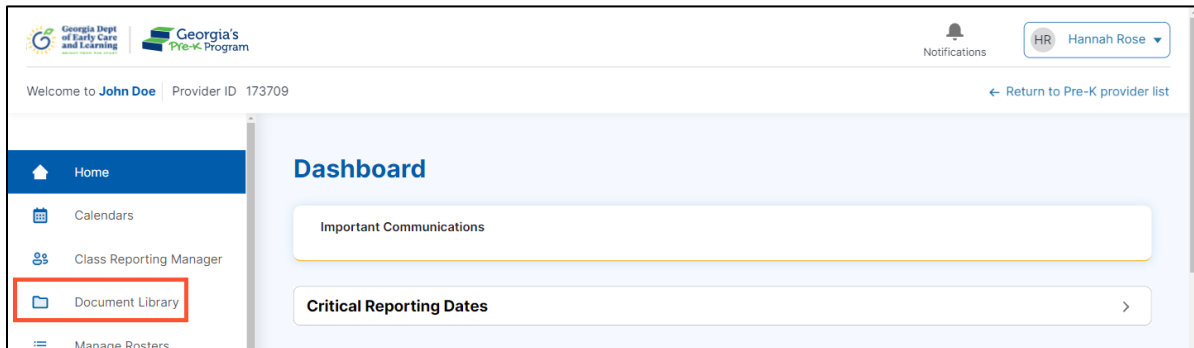 Georgia Dept
of Early Care
and Learning
Georgia's
Pre-K Program
Notifications
HR Hannah Rose
Welcome to John Doe Provider ID 173709
← Return to Pre-K provider list
Home
Calendars
Class Reporting Manager
Document Library
Manage Rosters
Dashboard
Important Communications
Critical Reporting Dates